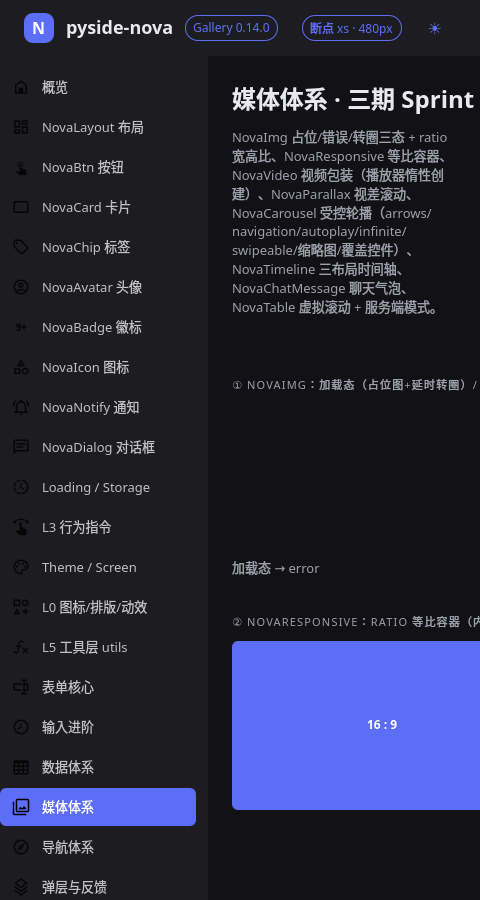 N pyside-nova Gallery 0.14.0 断点 xs · 480px ☀
概览
NovaLayout 布局
NovaBtn 按钮
NovaCard 卡片
NovaChip 标签
NovaAvatar 头像
9+ NovaBadge 徽标
NovaIcon 图标
NovaNotify 通知
NovaDialog 对话框
Loading / Storage
L3 行为指令
Theme / Screen
L0 图标/排版/动效
L5 工具层 utils
表单核心
输入进阶
数据体系
媒体体系
导航体系
弹层与反馈
媒体体系 · 三期 Sprint
NovaImg 占位/错误/转圈三态 + ratio
宽高比、NovaResponsive 等比容器、
NovaVideo 视频包装（播放器惰性创
建）、NovaParallax 视差滚动、
NovaCarousel 受控轮播（arrows/
navigation/autoplay/infinite/
swipeable/缩略图/覆盖控件）、
NovaTimeline 三布局时间轴、
NovaChatMessage 聊天气泡、
NovaTable 虚拟滚动 + 服务端模式。
① NOVAIMG：加载态（占位图+延时转圈）/
加载态 → error
② NOVARESPONSIVE：RATIO 等比容器（内
16 : 9